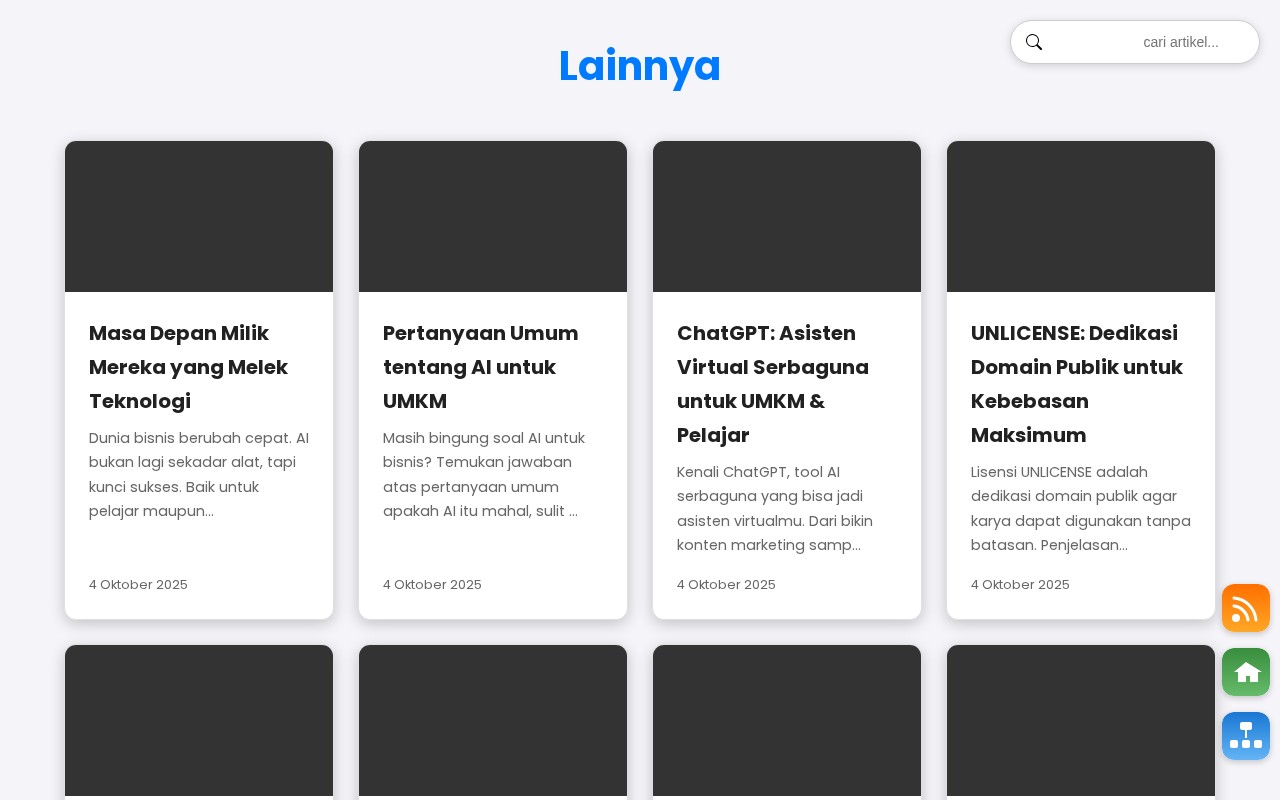 cari artikel...
Lainnya
Masa Depan Milik
Mereka yang Melek
Teknologi
Dunia bisnis berubah cepat. AI
bukan lagi sekadar alat, tapi
kunci sukses. Baik untuk
pelajar maupun...
4 Oktober 2025
Pertanyaan Umum
tentang AI untuk
UMKM
Masih bingung soal AI untuk
bisnis? Temukan jawaban
atas pertanyaan umum
apakah AI itu mahal, sulit ...
4 Oktober 2025
ChatGPT: Asisten
Virtual Serbaguna
untuk UMKM &
Pelajar
Kenali ChatGPT, tool AI
serbaguna yang bisa jadi
asisten virtualmu. Dari bikin
konten marketing samp...
4 Oktober 2025
UNLICENSE: Dedikasi
Domain Publik untuk
Kebebasan
Maksimum
Lisensi UNLICENSE adalah
dedikasi domain publik agar
karya dapat digunakan tanpa
batasan. Penjelasan...
4 Oktober 2025